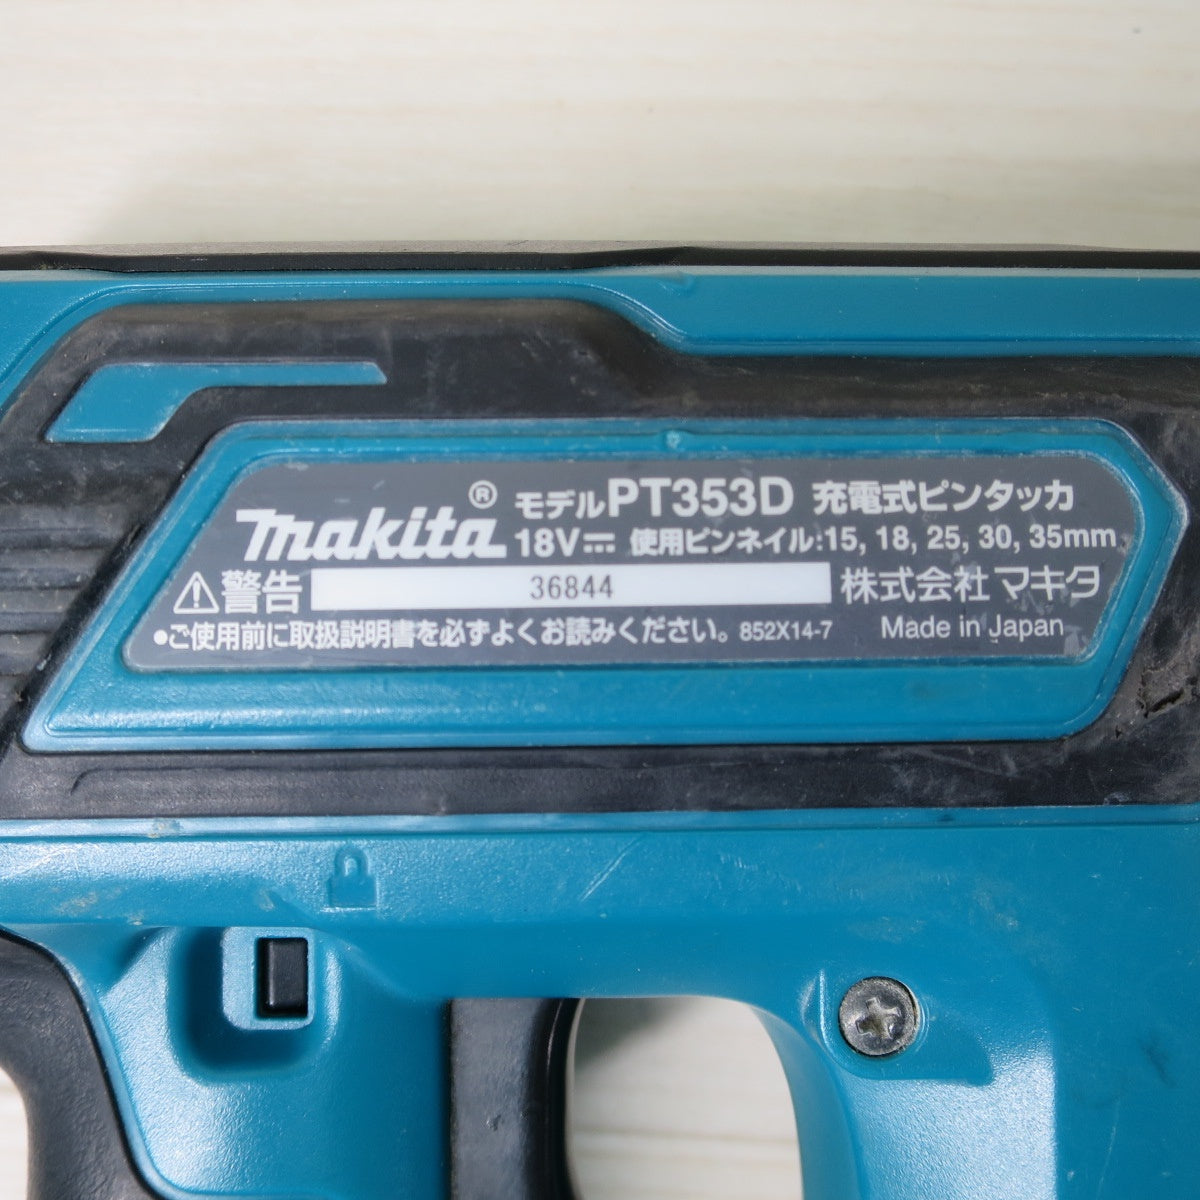 makita® モデルPT353D 充電式ピンタッカ
18V⎓ 使用ピンネイル:15, 18, 25, 30, 35mm
⚠警告 36844 株式会社マキタ
•ご使用前に取扱説明書を必ずよくお読みください。 852X14-7 Made in Japan